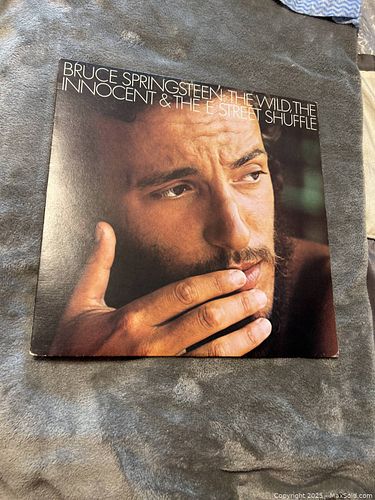 BRUCE SPRINGSTEEN: THE WILD, THE
INNOCENT & THE E STREET SHUFFLE
Copyright 2025 - MaxSold.com